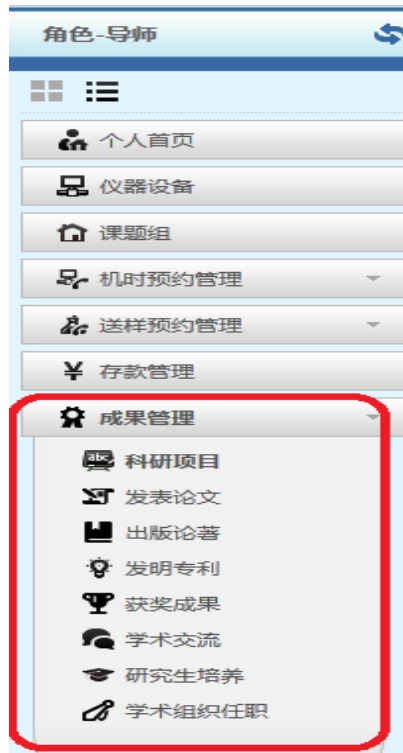 角色-导师
个人首页
仪器设备
课题组
机时预约管理
送样预约管理
存款管理
成果管理
abc 科研项目
发表论文
出版论著
发明专利
获奖成果
学术交流
研究生培养
学术组织任职